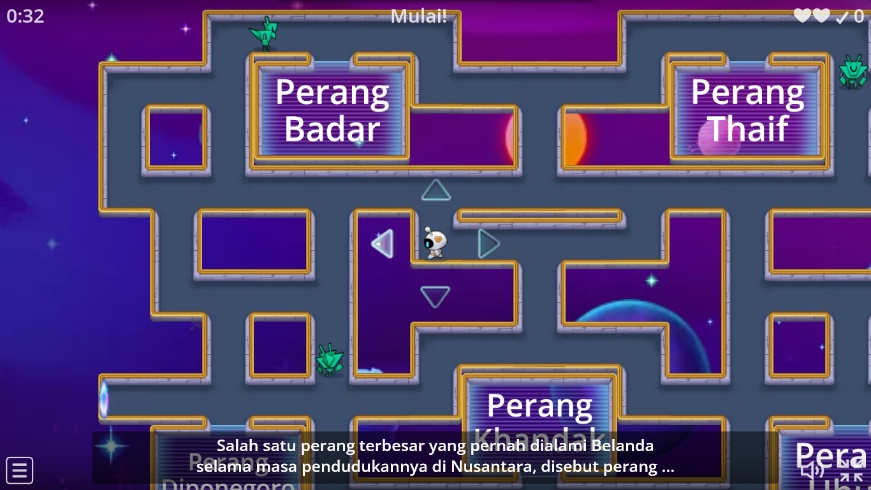 0:32
Mulai!
0
Perang
Badar
Perang
Thaif
Perang
Khandak
Salah satu perang terbesar yang pernah dialami Belanda
selama masa pendudukannya di Nusantara, disebut perang ...
Perang
Diponegoro
Pera